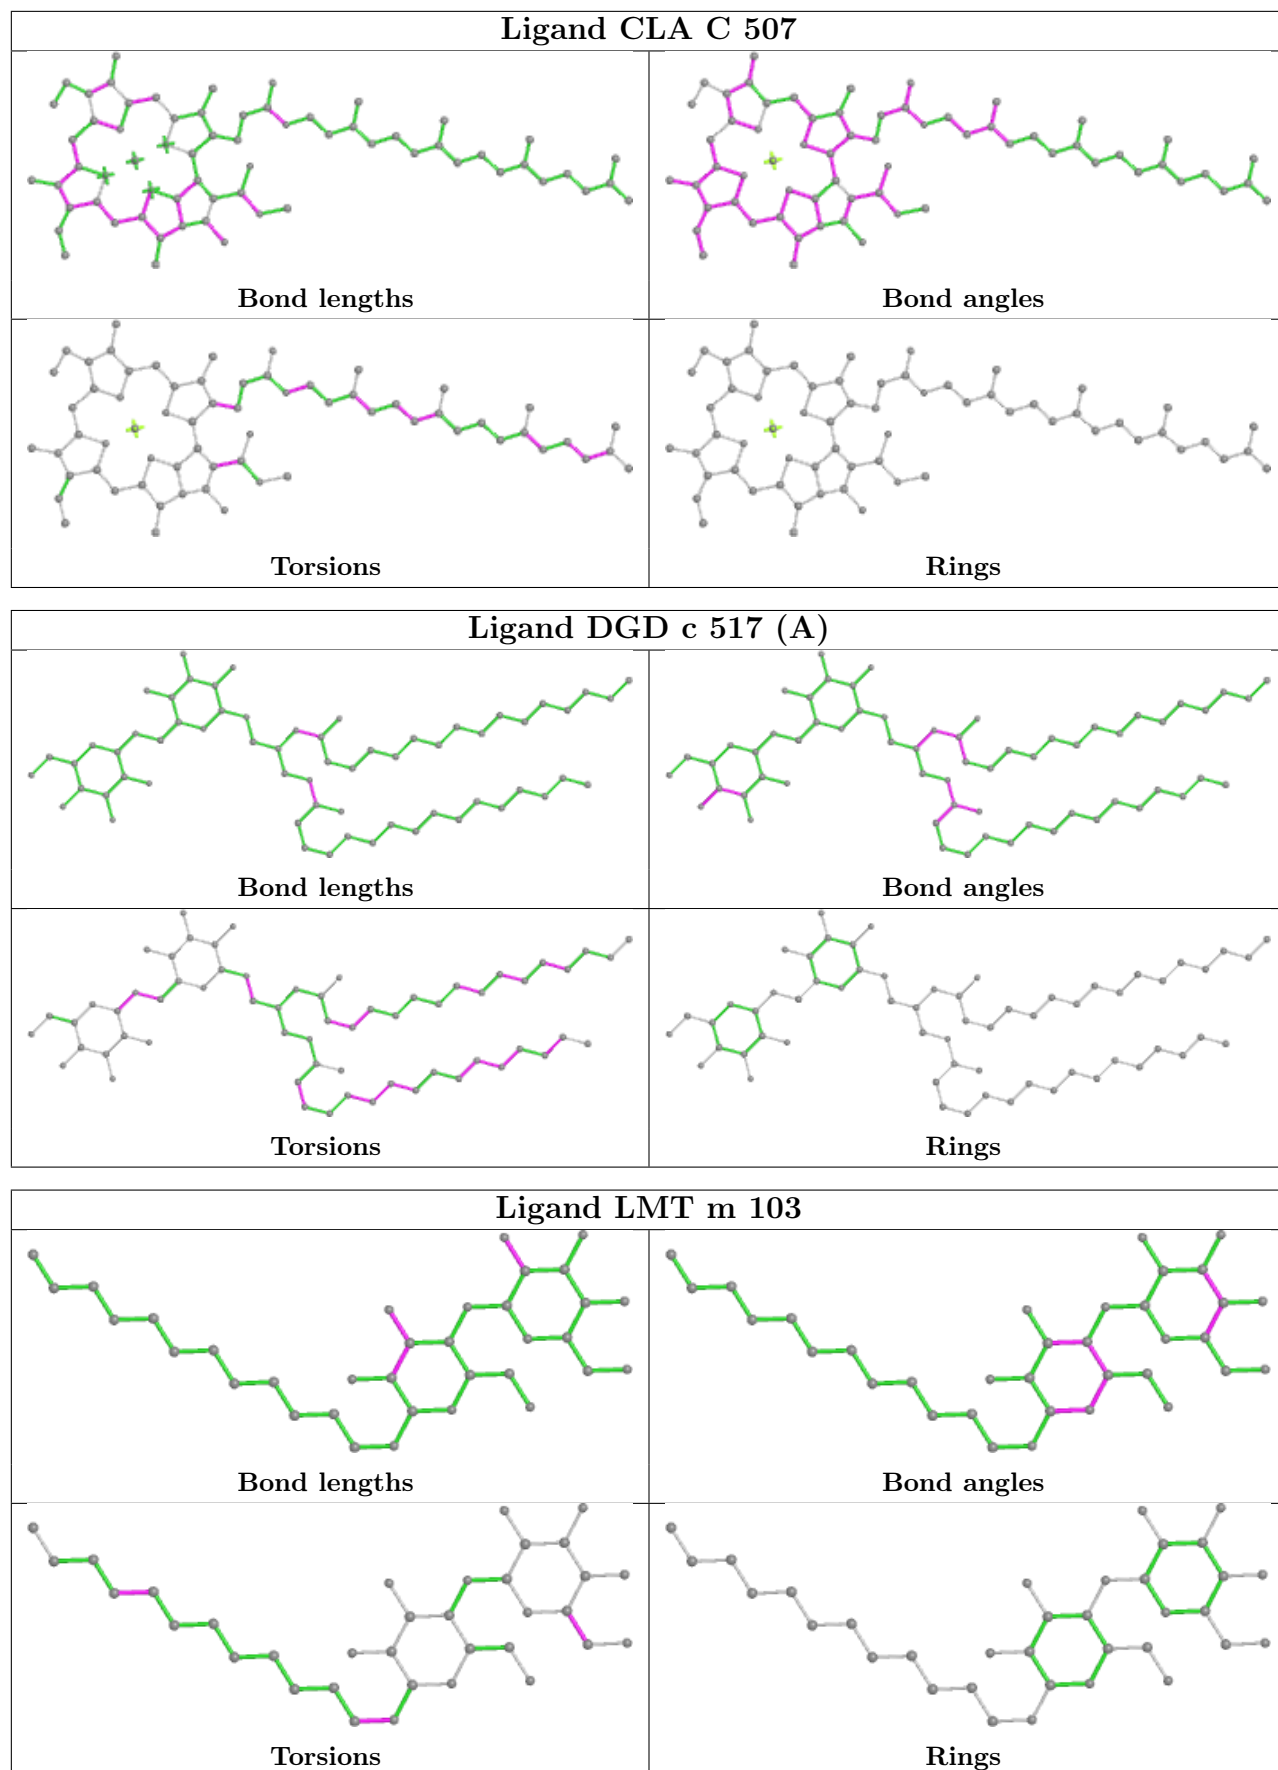 Ligand CLA C 507
Bond lengths
Bond angles
Torsions
Rings
Ligand DGD c 517 (A)
Bond lengths
Bond angles
Torsions
Rings
Ligand LMT m 103
Bond lengths
Bond angles
Torsions
Rings